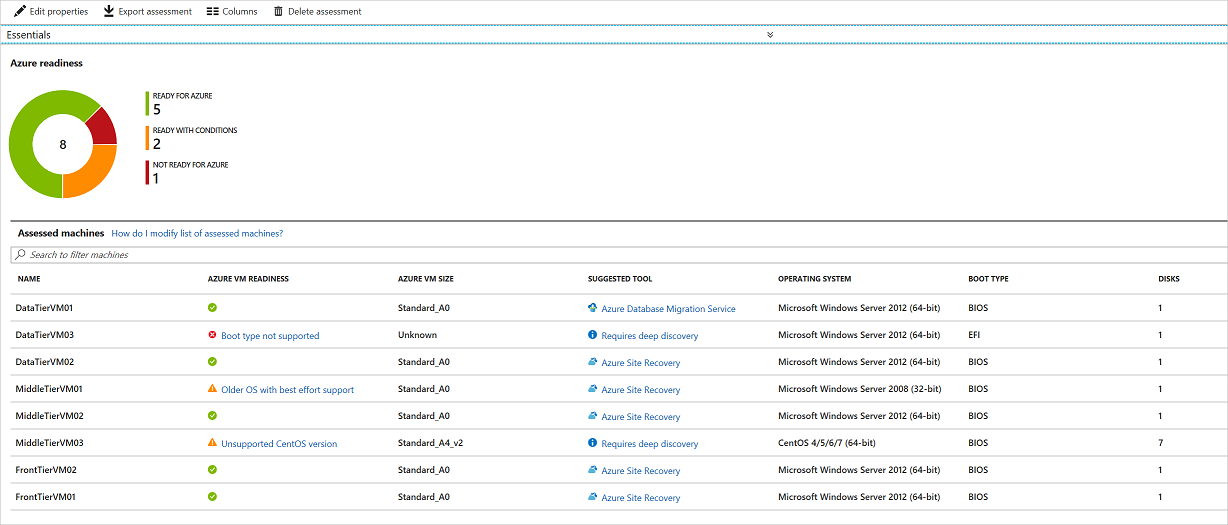 Edit properties Export assessment Columns Delete assessment
Essentials
Azure readiness
8
READY FOR AZURE
5
READY WITH CONDITIONS
2
NOT READY FOR AZURE
1
Assessed machines How do I modify list of assessed machines?
Search to filter machines
NAME AZURE VM READINESS AZURE VM SIZE SUGGESTED TOOL OPERATING SYSTEM BOOT TYPE DISKS
DataTierVM01 Standard_A0 Azure Database Migration Service Microsoft Windows Server 2012 (64-bit) BIOS 1
DataTierVM03 Boot type not supported Unknown Requires deep discovery Microsoft Windows Server 2012 (64-bit) EFI 1
DataTierVM02 Standard_A0 Azure Site Recovery Microsoft Windows Server 2012 (64-bit) BIOS 1
MiddleTierVM01 Older OS with best effort support Standard_A0 Azure Site Recovery Microsoft Windows Server 2008 (32-bit) BIOS 1
MiddleTierVM02 Standard_A0 Azure Site Recovery Microsoft Windows Server 2012 (64-bit) BIOS 1
MiddleTierVM03 Unsupported CentOS version Standard_A4_v2 Requires deep discovery CentOS 4/5/6/7 (64-bit) BIOS 7
FrontTierVM02 Standard_A0 Azure Site Recovery Microsoft Windows Server 2012 (64-bit) BIOS 1
FrontTierVM01 Standard_A0 Azure Site Recovery Microsoft Windows Server 2012 (64-bit) BIOS 1